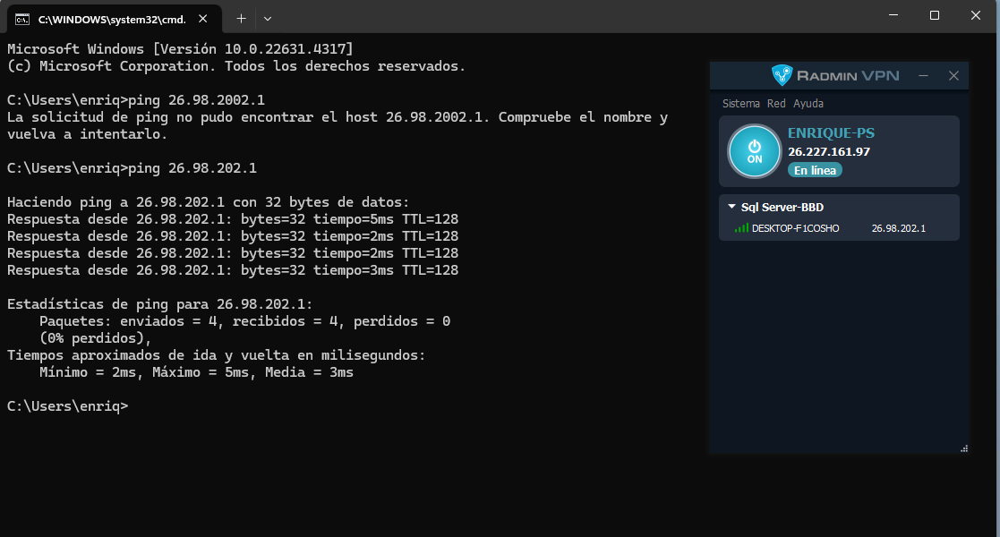 C:\WINDOWS\system32\cmd.
Microsoft Windows [Versión 10.0.22631.4317]
(c) Microsoft Corporation. Todos los derechos reservados.
C:\Users\enriq>ping 26.98.2002.1
La solicitud de ping no pudo encontrar el host 26.98.2002.1. Compruebe el nombre y
vuelva a intentarlo.
C:\Users\enriq>ping 26.98.202.1
Haciendo ping a 26.98.202.1 con 32 bytes de datos:
Respuesta desde 26.98.202.1: bytes=32 tiempo=5ms TTL=128
Respuesta desde 26.98.202.1: bytes=32 tiempo=2ms TTL=128
Respuesta desde 26.98.202.1: bytes=32 tiempo=2ms TTL=128
Respuesta desde 26.98.202.1: bytes=32 tiempo=3ms TTL=128
Estadísticas de ping para 26.98.202.1:
Paquetes: enviados = 4, recibidos = 4, perdidos = 0
(0% perdidos),
Tiempos aproximados de ida y vuelta en milisegundos:
Mínimo = 2ms, Máximo = 5ms, Media = 3ms
C:\Users\enriq>
RADMIN VPN
Sistema Red Ayuda
ON
ENRIQUE-PS
26.227.161.97
En línea
Sql Server-BBD
DESKTOP-F1COSHO 26.98.202.1